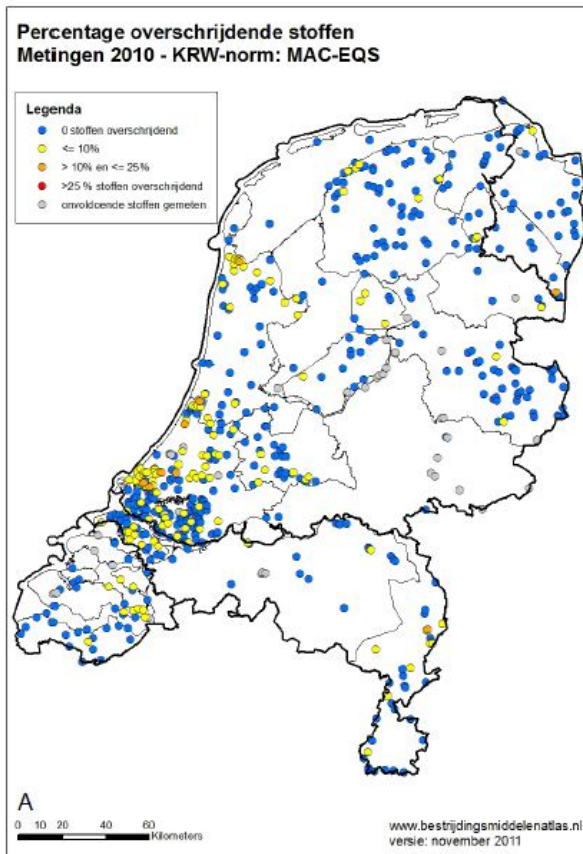 Percentage overschrijdende stoffen
Metingen 2010 - KRW-norm: MAC-EQS
Legenda
0 stoffen overschrijdend
<= 10%
> 10% en <= 25%
>25 % stoffen overschrijdend
onvoldoende stoffen gemeten
A
0 10 20 40 60
Kilometers
www.bestrijdingsmiddelenatlas.nl
versie: november 2011